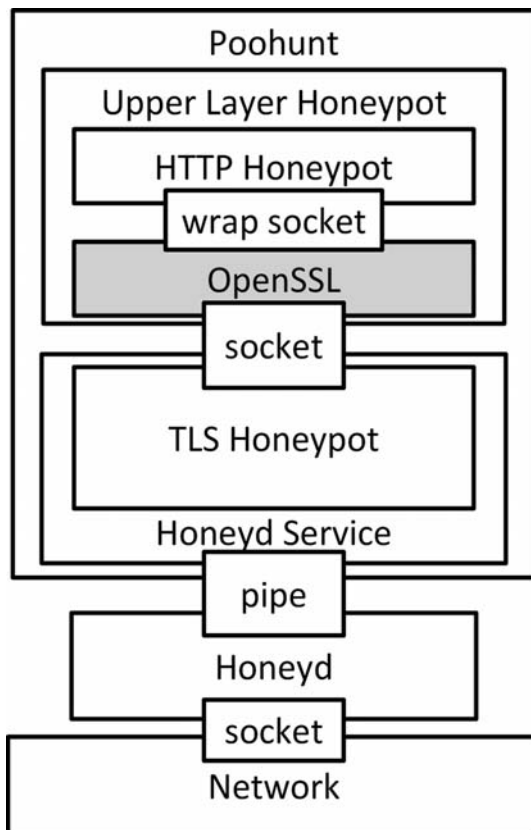 Poohunt
Upper Layer Honeypot
HTTP Honeypot
wrap socket
OpenSSL
socket
TLS Honeypot
Honeyd Service
pipe
Honeyd
socket
Network